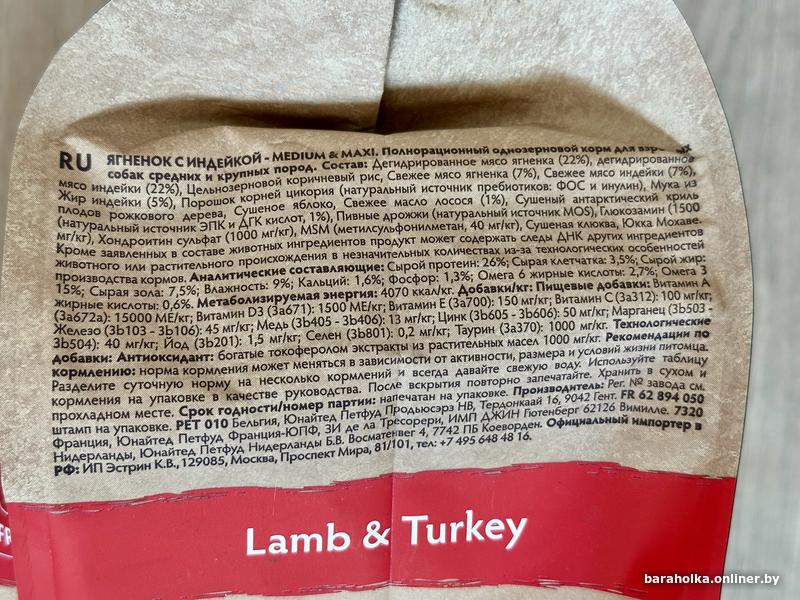 RU ЯГНЕНОК С ИНДЕЙКОЙ - MEDIUM & MAXI. Полнорационный однозерновой корм для
собак средних и крупных пород. Состав: Дегидрированное мясо ягненка (22%), дегидрированное
мясо индейки (22%), Цельнозерновой коричневый рис, Свежее мясо ягненка (7%), Свежее мясо индейки (7%),
Жир индейки (5%), Порошок корней цикория (натуральный источник пребиотиков: ФОС и инулин), Мука из
плодов рожкового дерева, Сушеное яблоко, Свежее масло лосося (1%), Сушеный антарктический криль
(натуральный источник ЭПК и ДГК кислот, 1%), Пивные дрожжи (натуральный источник MOS), Глюкозамин (1500
мг/кг), Хондроитин сульфат (1000 мг/кг), MSM (метилсульфонилметан, 40 мг/кг), Сушеная клюква, Юкка Мохаве.
Кроме заявленных в составе животных ингредиентов продукт может содержать следы ДНК других ингредиентов
животного или растительного происхождения в незначительных количествах из-за технологических особенностей
производства кормов. Аналитические составляющие: Сырой протеин: 26%; Сырая клетчатка: 3,5%; Сырой жир:
15%; Сырая зола: 7,5%; Влажность: 9%; Кальций: 1,6%; Фосфор: 1,3%; Омега 6 жирные кислоты: 2,7%; Омега 3
жирные кислоты: 0,6%. Метаболизируемая энергия: 4070 ккал/кг. Добавки/кг: Пищевые добавки: Витамин А
(3a672a): 15000 МЕ/кг; Витамин D3 (3a671): 1500 МЕ/кг; Витамин Е (3a700): 150 мг/кг; Витамин С (3a312): 100 мг/кг;
Железо (3b103 - 3b106): 45 мг/кг; Медь (3b405 - 3b406): 13 мг/кг; Цинк (3b605 - 3b606): 50 мг/кг; Марганец (3b503 -
3b504): 40 мг/кг; Йод (3b201): 1,5 мг/кг; Селен (3b801): 0,2 мг/кг; Таурин (3a370): 1000 мг/кг. Технологические
добавки: Антиоксидант: богатые токоферолом экстракты из растительных масел 1000 мг/кг. Рекомендации по
кормлению: норма кормления может меняться в зависимости от активности, размера и условий жизни питомца.
Разделите суточную норму на несколько кормлений и всегда давайте свежую воду. Используйте таблицу
кормления на упаковке в качестве руководства. После вскрытия повторно запечатайте. Хранить в сухом и
прохладном месте. Срок годности/номер партии: напечатан на упаковке. Производитель: Рег. № завода см.
штамп на упаковке. PET 010 Бельгия, Юнайтед Петфуд Продьюсэрз НВ, Тердонкаай 16, 9042 Гент. FR 62 894 050
Франция, Юнайтед Петфуд Франция-ЮПФ, ЗИ де ла Тресорери, ИМП ДЖИН Гютенберг 62126 Вимилле. 7320
Нидерланды, Юнайтед Петфуд Нидерланды Б.В. Восматенвег 4, 7742 ПБ Коеворден. Официальный импортер в
РФ: ИП Эстрин К.В., 129085, Москва, Проспект Мира, 81/101, тел: +7 495 648 48 16.
Lamb & Turkey
baraholka.onliner.by